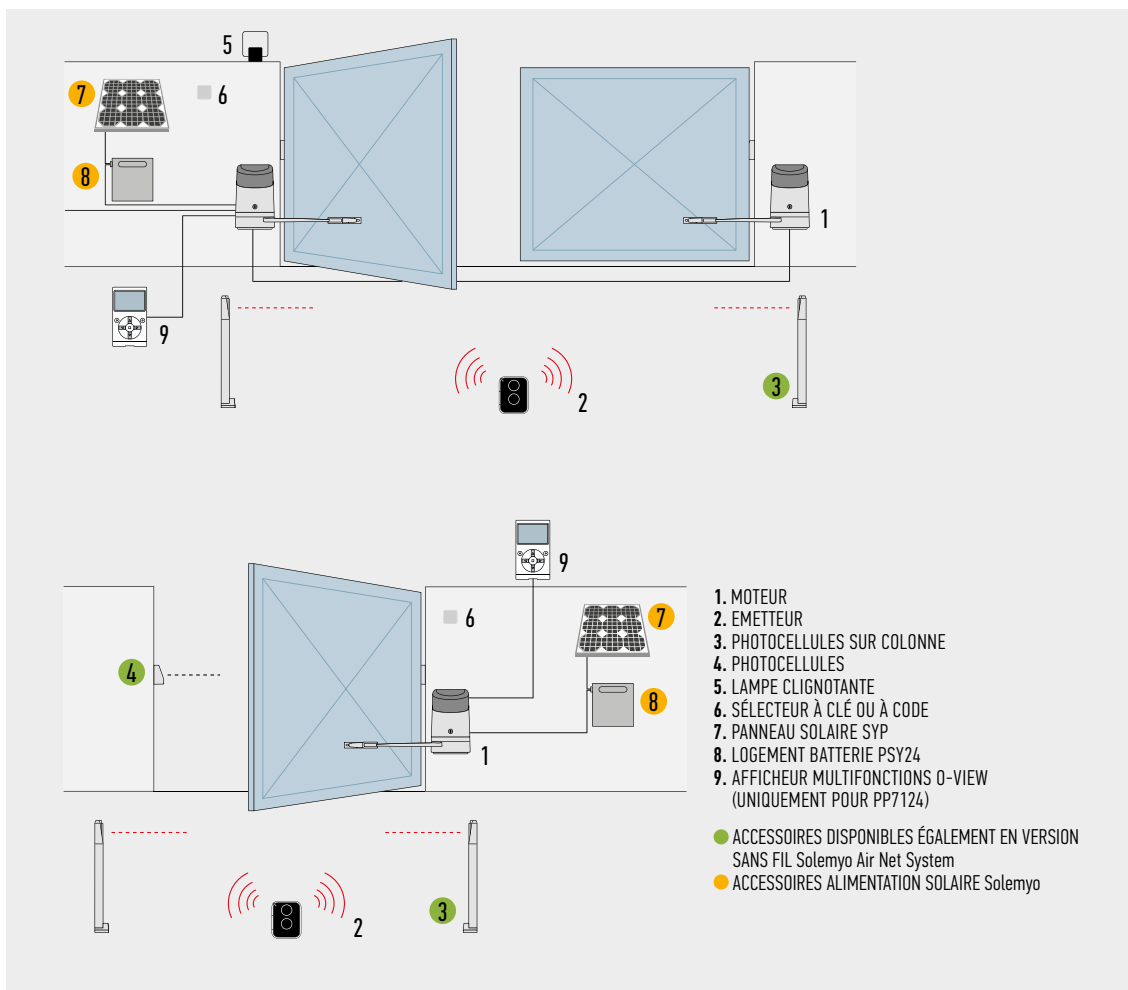 5
7
6
8
1
9
3
2
9
6
7
4
8
1
3
2
1. MOTEUR
2. EMETTEUR
3. PHOTOCELLULES SUR COLONNE
4. PHOTOCELLULES
5. LAMPE CLIGNOTANTE
6. SÉLECTEUR À CLÉ OU À CODE
7. PANNEAU SOLAIRE SYP
8. LOGEMENT BATTERIE PSY24
9. AFFICHEUR MULTIFONCTIONS O-VIEW
(UNIQUEMENT POUR PP7124)
ACCESSOIRES DISPONIBLES ÉGALEMENT EN VERSION
SANS FIL Solemyo Air Net System
ACCESSOIRES ALIMENTATION SOLAIRE Solemyo